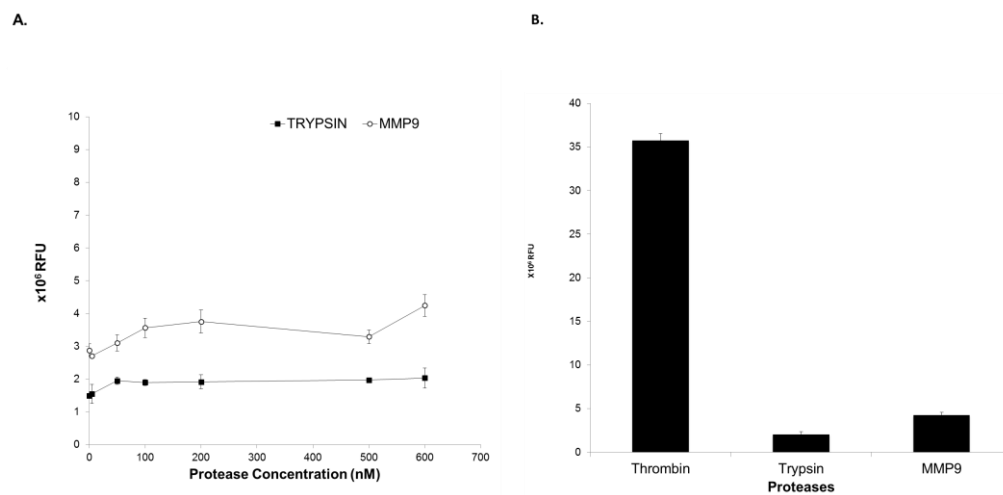 A.
B.
TRYPSIN
MMP9
10
9
8
7
6
5
4
3
2
1
0
x10⁶ RFU
0 100 200 300 400 500 600 700
Protease Concentration (nM)
40
35
30
25
20
15
10
5
0
X10⁶ RFU
Thrombin Trypsin MMP9
Proteases